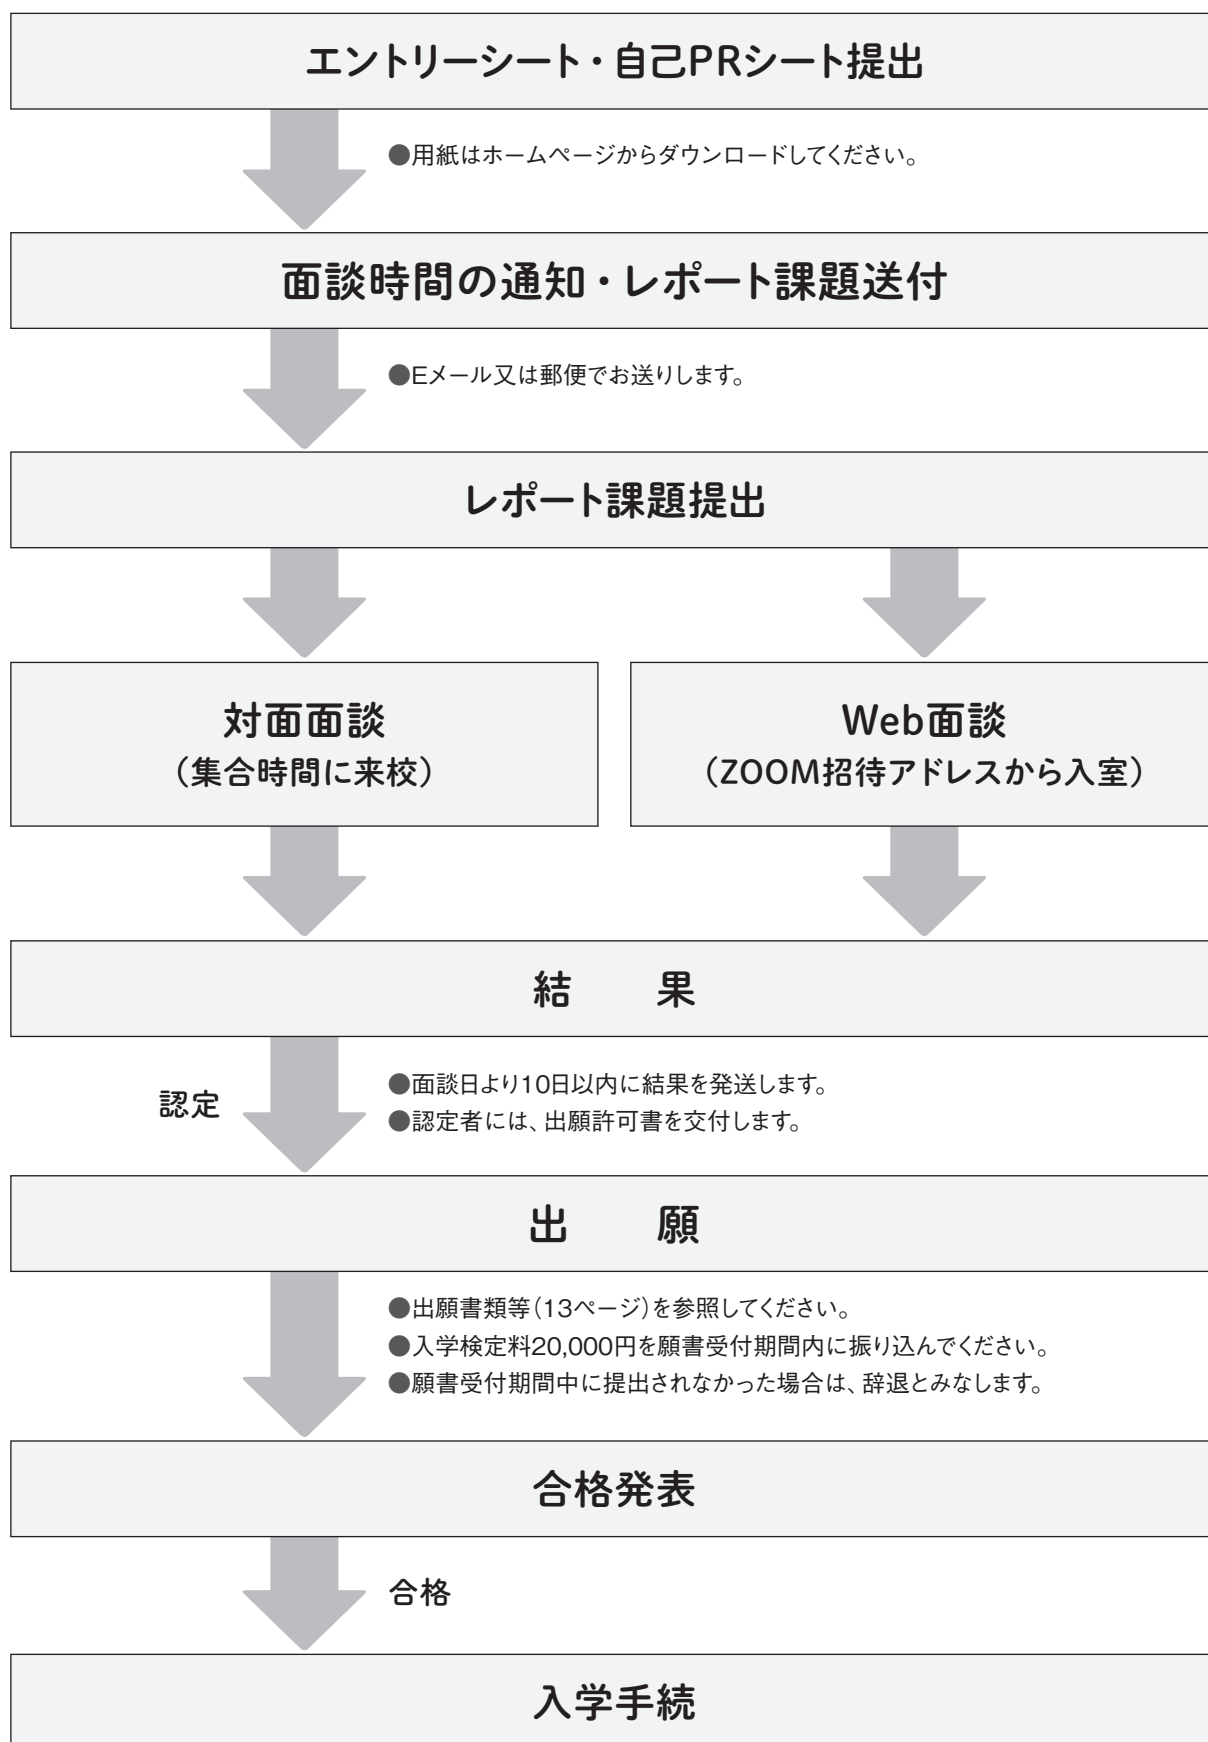 エントリーシート・自己PRシート提出
●用紙はホームページからダウンロードしてください。
面談時間の通知・レポート課題送付
●Eメール又は郵便でお送りします。
レポート課題提出
対面面談
（集合時間に来校）
Web面談
（ZOOM招待アドレスから入室）
結　果
認定
●面談日より10日以内に結果を発送します。
●認定者には、出願許可書を交付します。
出　願
●出願書類等（13ページ）を参照してください。
●入学検定料20,000円を願書受付期間内に振り込んでください。
●願書受付期間中に提出されなかった場合は、辞退とみなします。
合格発表
合格
入学手続